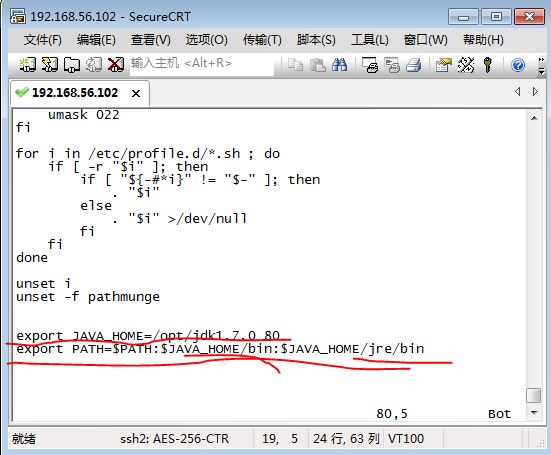 192.168.56.102 - SecureCRT
文件(F) 编辑(E) 查看(V) 选项(O) 传输(T) 脚本(S) 工具(L) 窗口(W) 帮助(H)
输入主机 <Alt+R>
192.168.56.102
umask 022
fi
for i in /etc/profile.d/*.sh ; do
if [ -r "$i" ]; then
if [ "${-#*i}" != "$-" ]; then
. "$i"
else
. "$i" >/dev/null
fi
fi
done
unset i
unset -f pathmunge
export JAVA_HOME=/opt/jdk1.7.0_80
export PATH=$PATH:$JAVA_HOME/bin:$JAVA_HOME/jre/bin
80,5 Bot
就绪 ssh2: AES-256-CTR 19, 5 24 行, 63 列 VT100